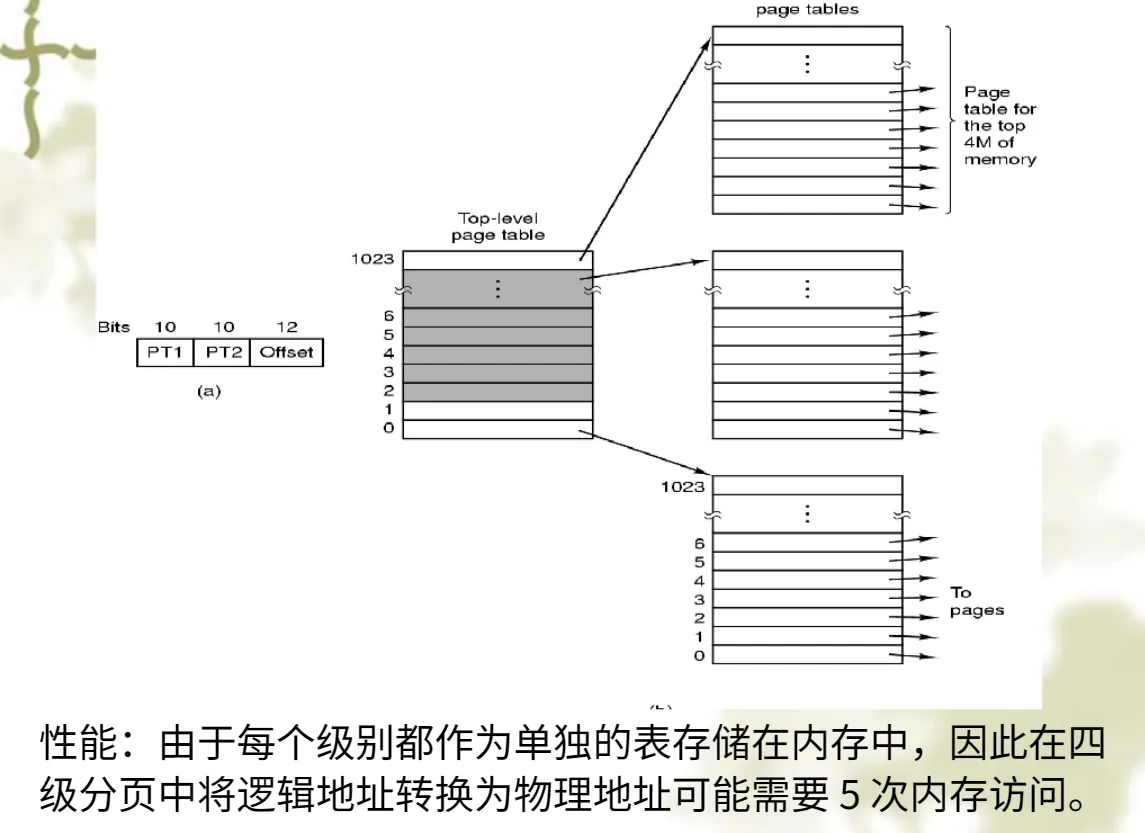 page tables
Page
table for
the top
4M of
memory
Top-level
page table
1023
6
5
4
3
2
1
0
Bits 10 10 12
PT1 PT2 Offset
(a)
1023
6
5
4
3
2
1
0
To
pages
性能：由于每个级别都作为单独的表存储在内存中，因此在四
级分页中将逻辑地址转换为物理地址可能需要 5 次内存访问。